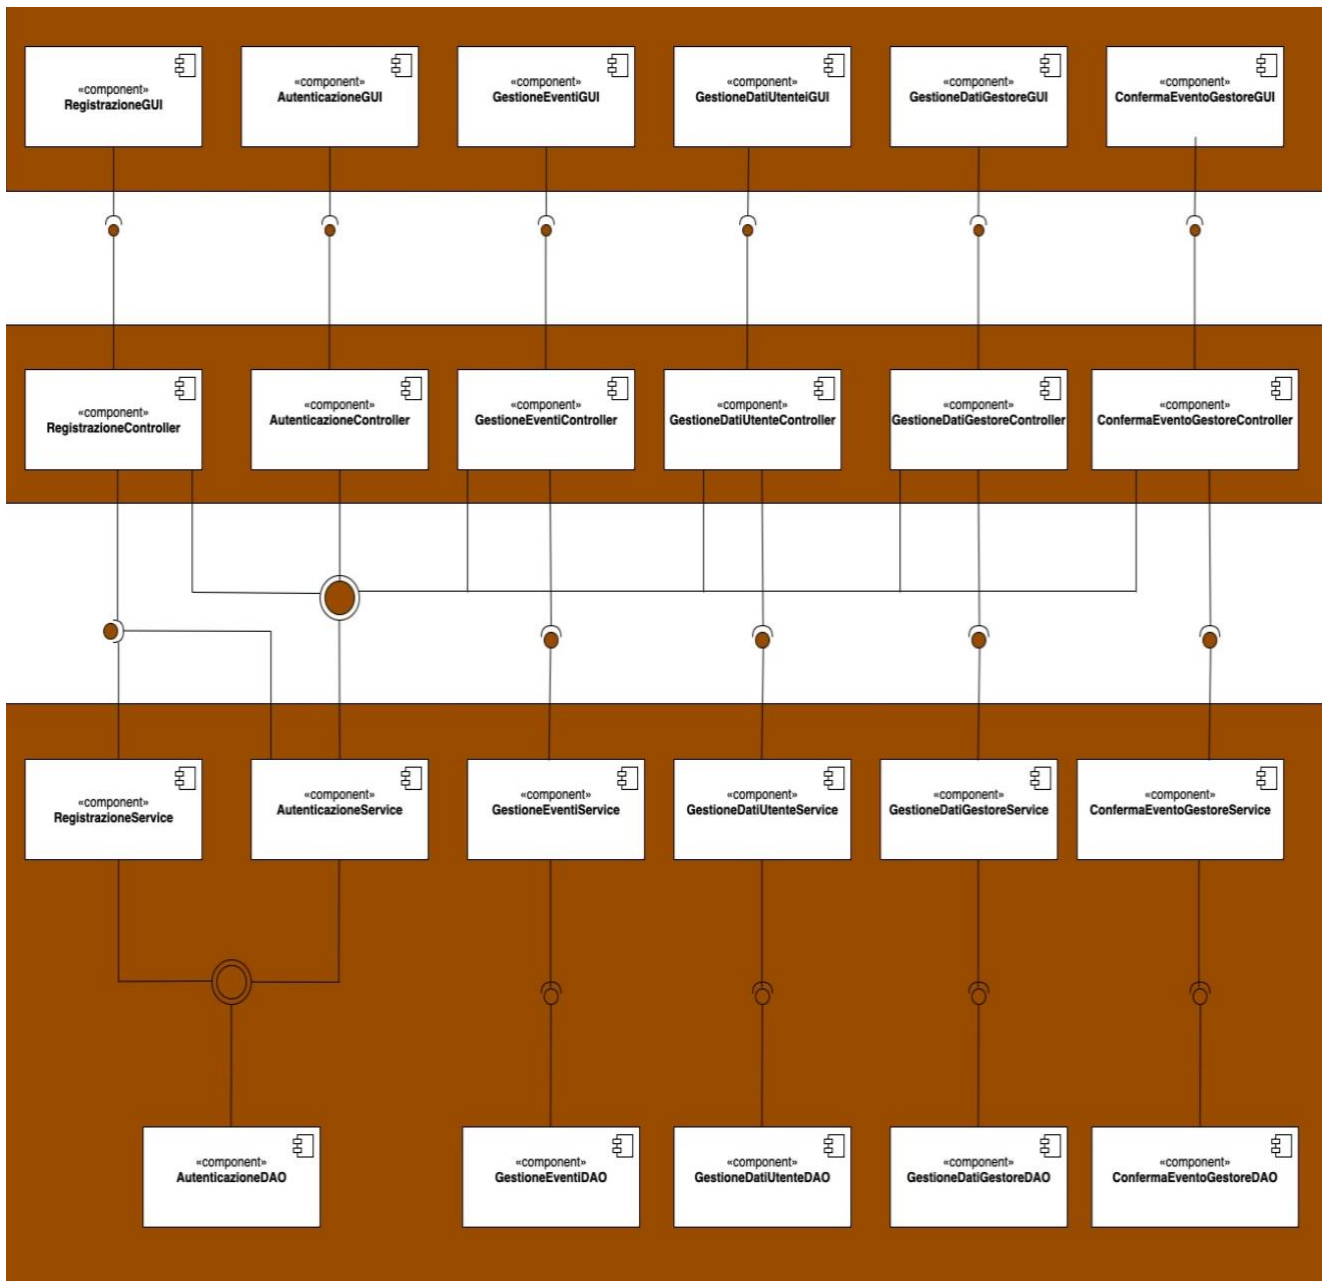 «component»
RegistrazioneGUI
«component»
AutenticazioneGUI
«component»
GestioneEventiGUI
«component»
GestioneDatiUtenteiGUI
«component»
GestioneDatiGestoreGUI
«component»
ConfermaEventoGestoreGUI
«component»
RegistrazioneController
«component»
AutenticazioneController
«component»
GestioneEventiController
«component»
GestioneDatiUtenteController
«component»
GestioneDatiGestoreController
«component»
ConfermaEventoGestoreController
«component»
RegistrazioneService
«component»
AutenticazioneService
«component»
GestioneEventiService
«component»
GestioneDatiUtenteService
«component»
GestioneDatiGestoreService
«component»
ConfermaEventoGestoreService
«component»
AutenticazioneDAO
«component»
GestioneEventiDAO
«component»
GestioneDatiUtenteDAO
«component»
GestioneDatiGestoreDAO
«component»
ConfermaEventoGestoreDAO